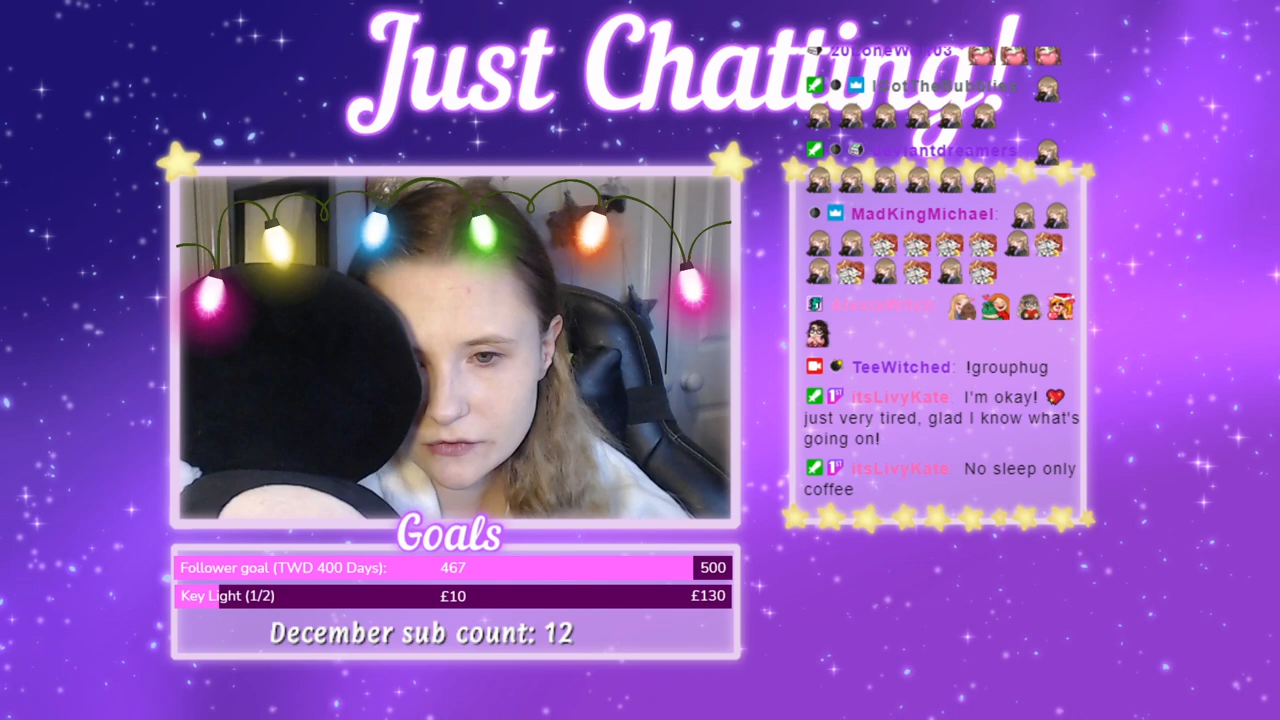 Just Chatting!
MadKingMichael:
TeeWitched: !grouphug
itsLivyKate: I'm okay!
just very tired, glad I know what's
going on!
itsLivyKate: No sleep only
coffee
Goals
Follower goal (TWD 400 Days): 467 500
Key Light (1/2) £10 £130
December sub count: 12